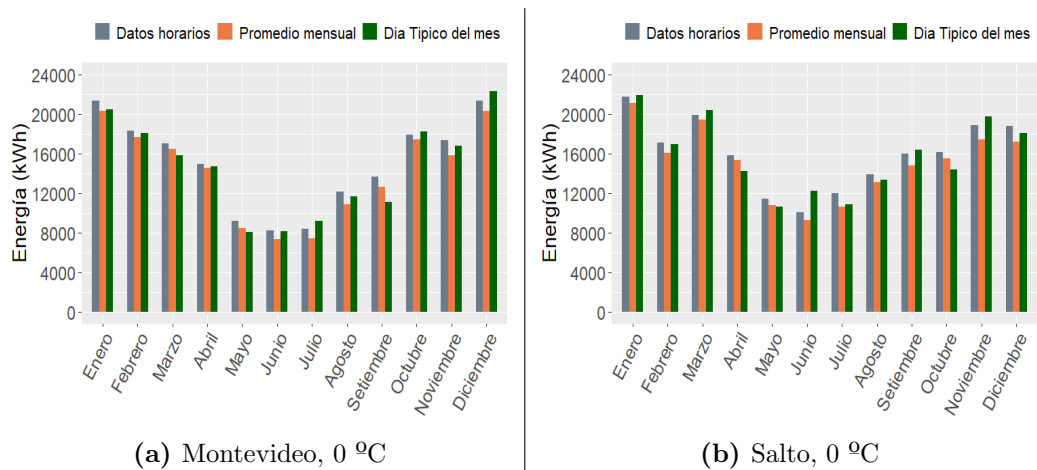 Datos horarios Promedio mensual Dia Tipico del mes
Energía (kWh)
24000
20000
16000
12000
8000
4000
0
Enero
Febrero
Marzo
Abril
Mayo
Junio
Julio
Agosto
Setiembre
Octubre
Noviembre
Diciembre
(a) Montevideo, 0 ºC
Datos horarios Promedio mensual Dia Tipico del mes
Energía (kWh)
24000
20000
16000
12000
8000
4000
0
Enero
Febrero
Marzo
Abril
Mayo
Junio
Julio
Agosto
Setiembre
Octubre
Noviembre
Diciembre
(b) Salto, 0 ºC